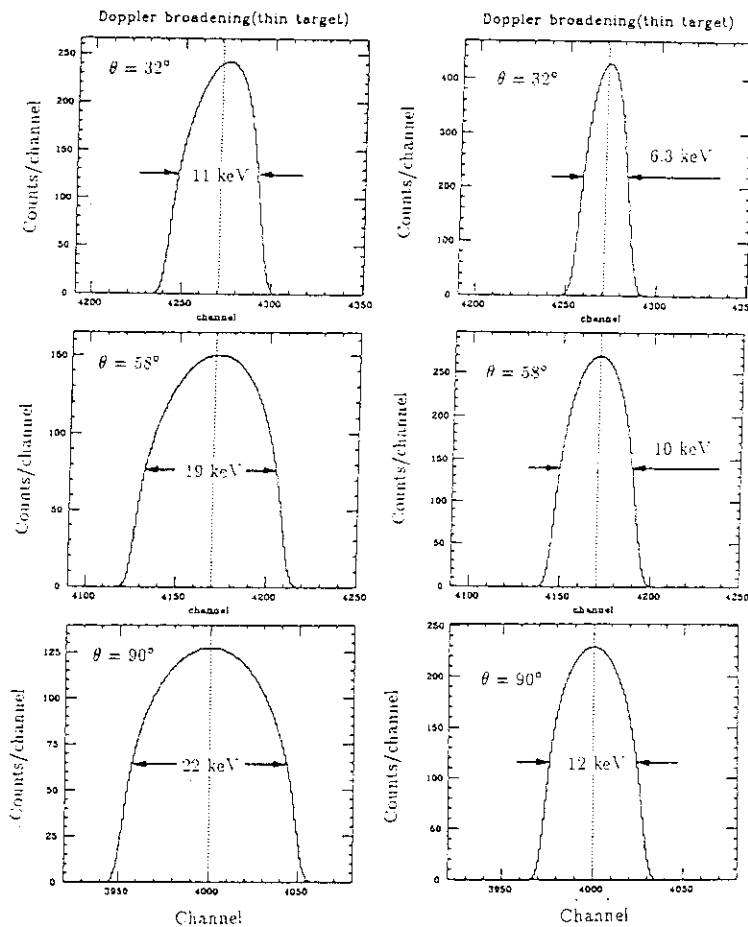 Doppler broadening(thin target)
θ = 32°
11 keV
Counts/channel
0 50 100 150 200 250
4200 4250 4300 4350
channel
Doppler broadening(thin target)
θ = 32°
6.3 keV
Counts/channel
0 100 200 300 400
4200 4250 4300 4350
channel
θ = 58°
19 keV
Counts/channel
0 50 100 150
4100 4150 4200 4250
channel
θ = 58°
10 keV
Counts/channel
0 50 100 150 200 250
4100 4150 4200 4250
channel
θ = 90°
22 keV
Counts/channel
0 25 50 75 100 125
3950 4000 4050
Channel
θ = 90°
12 keV
Counts/channel
0 50 100 150 200 250
3950 4000 4050
Channel